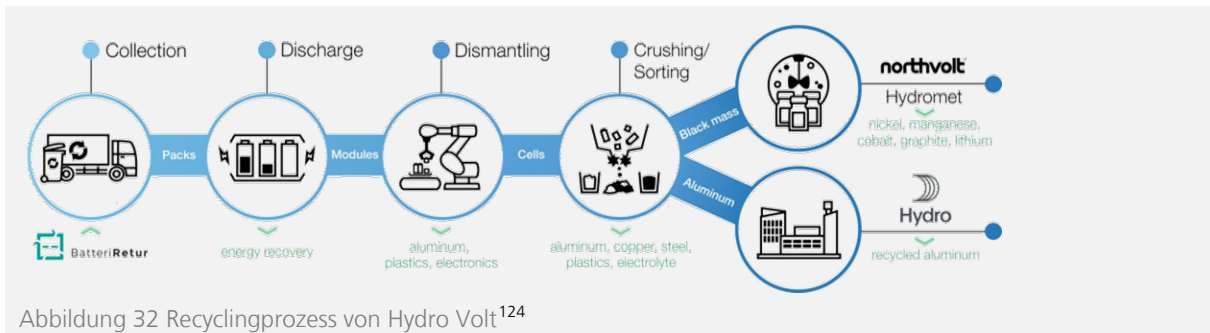 Collection
Discharge
Dismantling
Crushing/
Sorting
Packs
Modules
Cells
Black mass
Aluminum
northvolt
Hydromet
nickel, manganese,
cobalt, graphite, lithium
Hydro
recycled aluminum
BatteriRetur
energy recovery
aluminum,
plastics, electronics
aluminum, copper, steel,
plastics, electrolyte
Abbildung 32 Recyclingprozess von Hydro Volt124